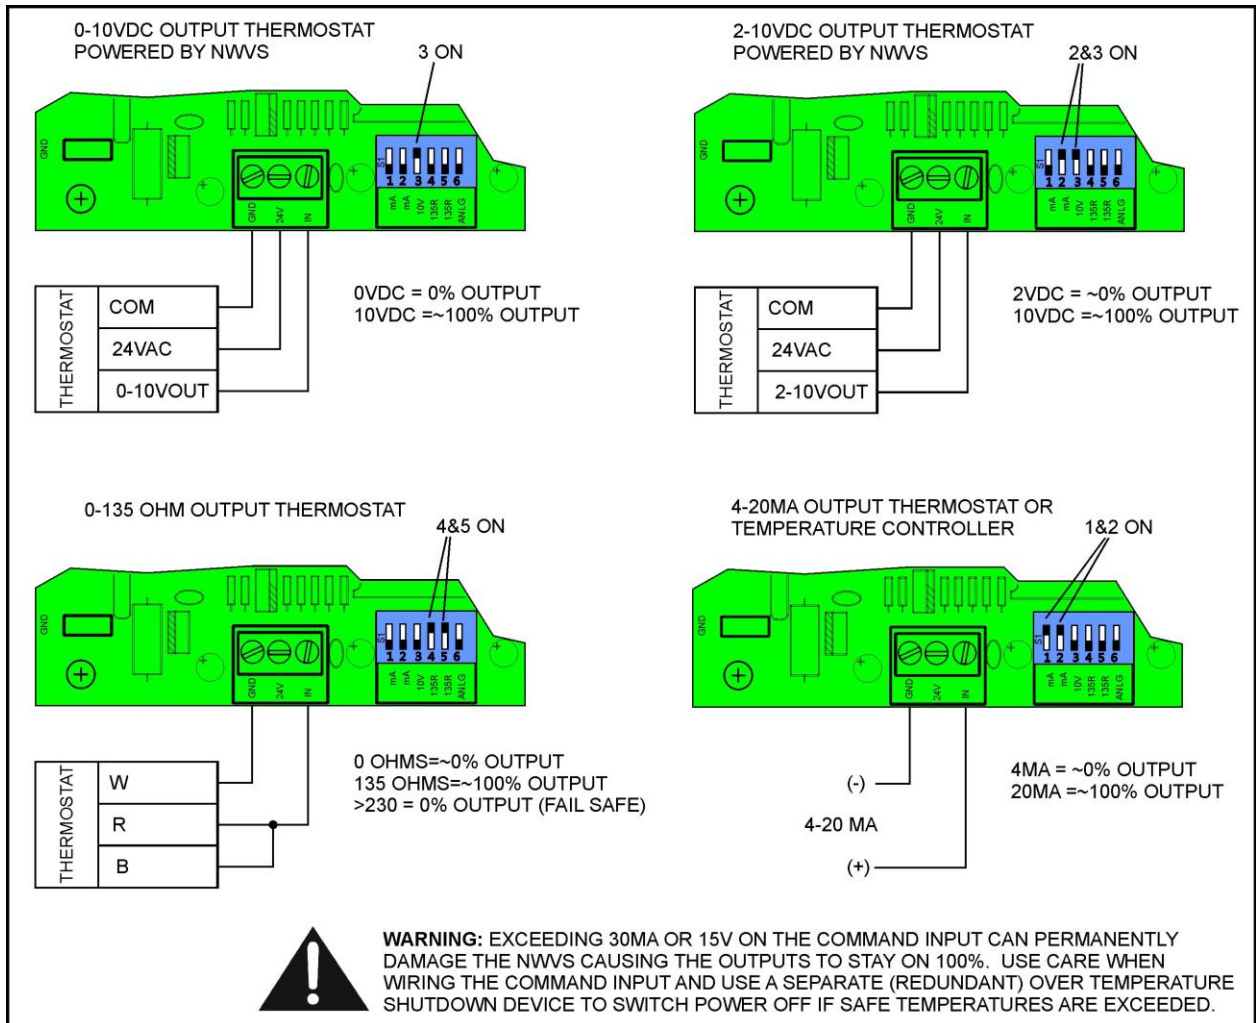 0-10VDC OUTPUT THERMOSTAT
POWERED BY NWVS
3 ON
GND
S1
1 2 3 4 5 6
GND 24V IN
mA mA 10V 135R 135R ANLG
THERMOSTAT
COM
24VAC
0-10VOUT
0VDC = 0% OUTPUT
10VDC =~100% OUTPUT
2-10VDC OUTPUT THERMOSTAT
POWERED BY NWVS
2&3 ON
GND
S1
1 2 3 4 5 6
GND 24V IN
mA mA 10V 135R 135R ANLG
THERMOSTAT
COM
24VAC
2-10VOUT
2VDC = ~0% OUTPUT
10VDC =~100% OUTPUT
0-135 OHM OUTPUT THERMOSTAT
4&5 ON
GND
S1
1 2 3 4 5 6
GND 24V IN
mA mA 10V 135R 135R ANLG
THERMOSTAT
W
R
B
0 OHMS=~0% OUTPUT
135 OHMS=~100% OUTPUT
>230 = 0% OUTPUT (FAIL SAFE)
4-20MA OUTPUT THERMOSTAT OR
TEMPERATURE CONTROLLER
1&2 ON
GND
S1
1 2 3 4 5 6
GND 24V IN
mA mA 10V 135R 135R ANLG
(-)
4-20 MA
(+)
4MA = ~0% OUTPUT
20MA =~100% OUTPUT
WARNING: EXCEEDING 30MA OR 15V ON THE COMMAND INPUT CAN PERMANENTLY
DAMAGE THE NWVS CAUSING THE OUTPUTS TO STAY ON 100%. USE CARE WHEN
WIRING THE COMMAND INPUT AND USE A SEPARATE (REDUNDANT) OVER TEMPERATURE
SHUTDOWN DEVICE TO SWITCH POWER OFF IF SAFE TEMPERATURES ARE EXCEEDED.